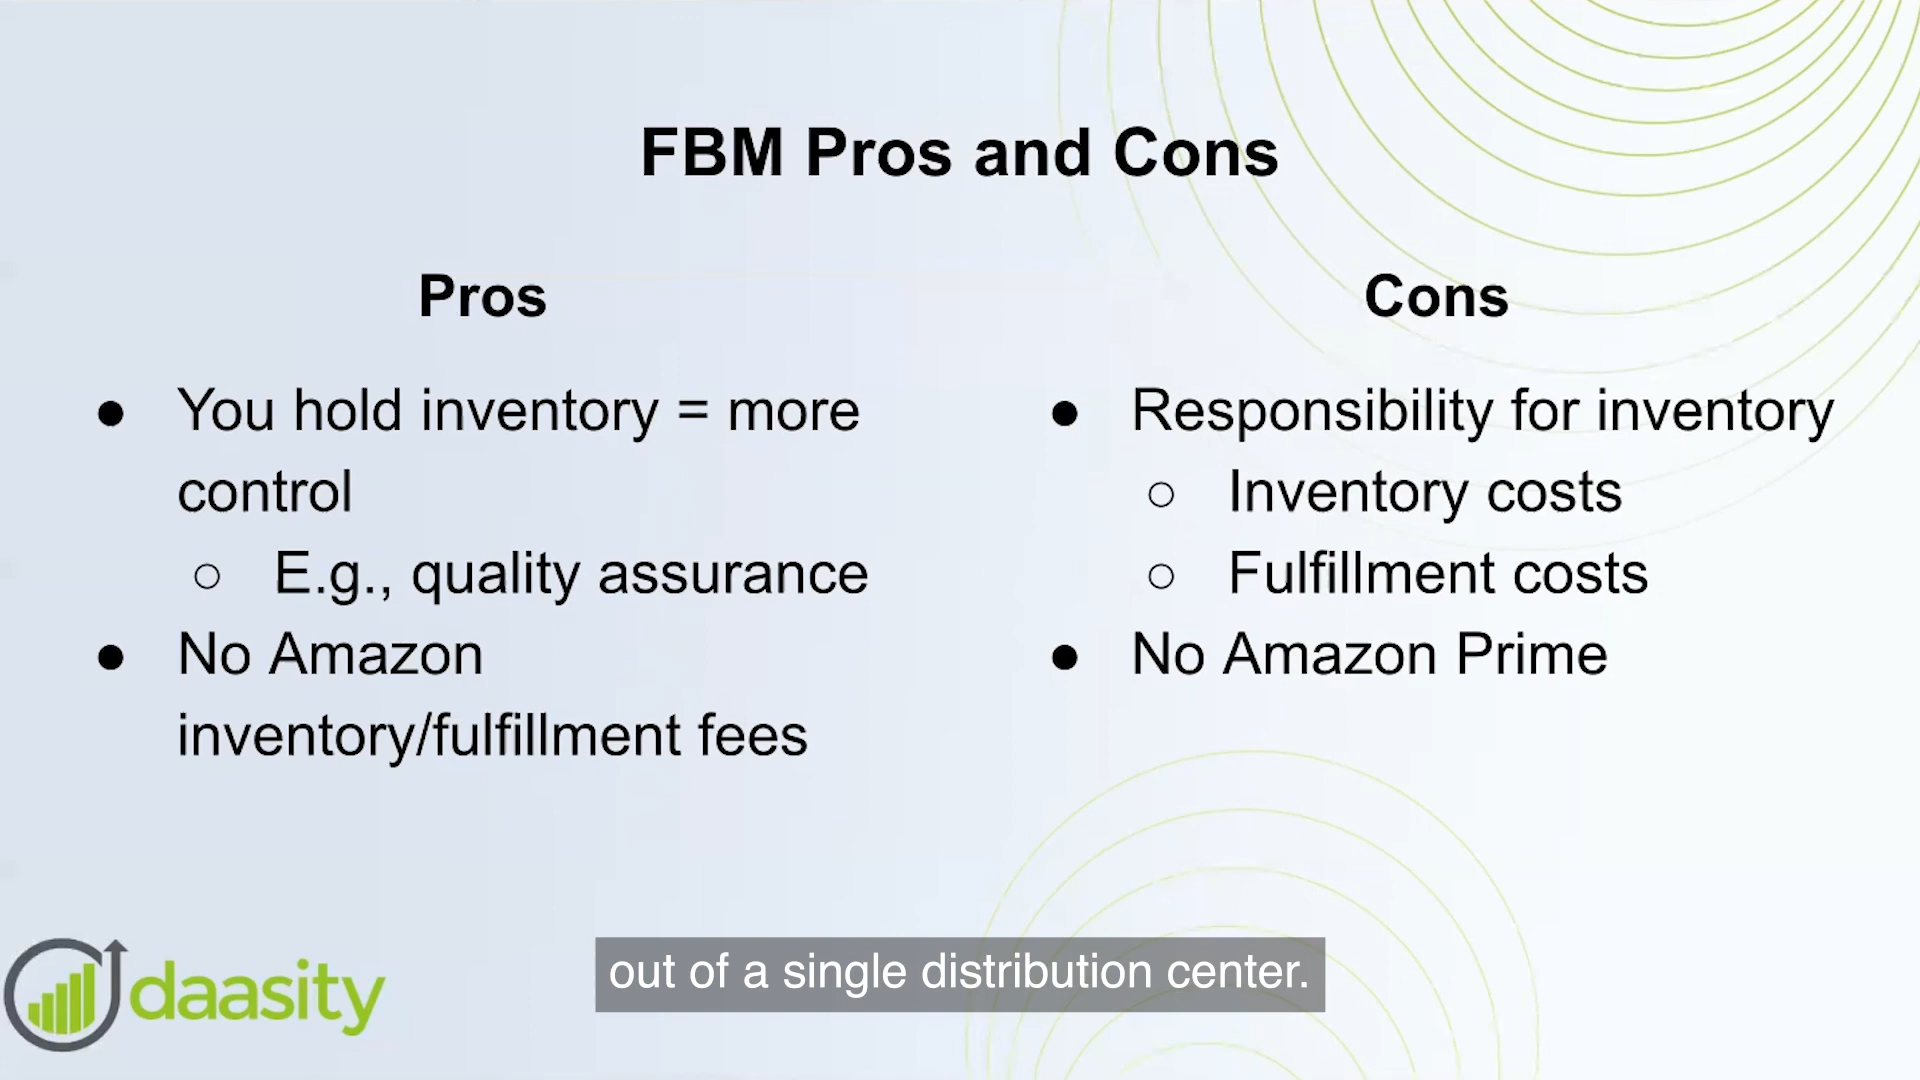 FBM Pros and Cons
Pros
● You hold inventory = more
control
○ E.g., quality assurance
● No Amazon
inventory/fulfillment fees
Cons
● Responsibility for inventory
○ Inventory costs
○ Fulfillment costs
● No Amazon Prime
daasity
out of a single distribution center.